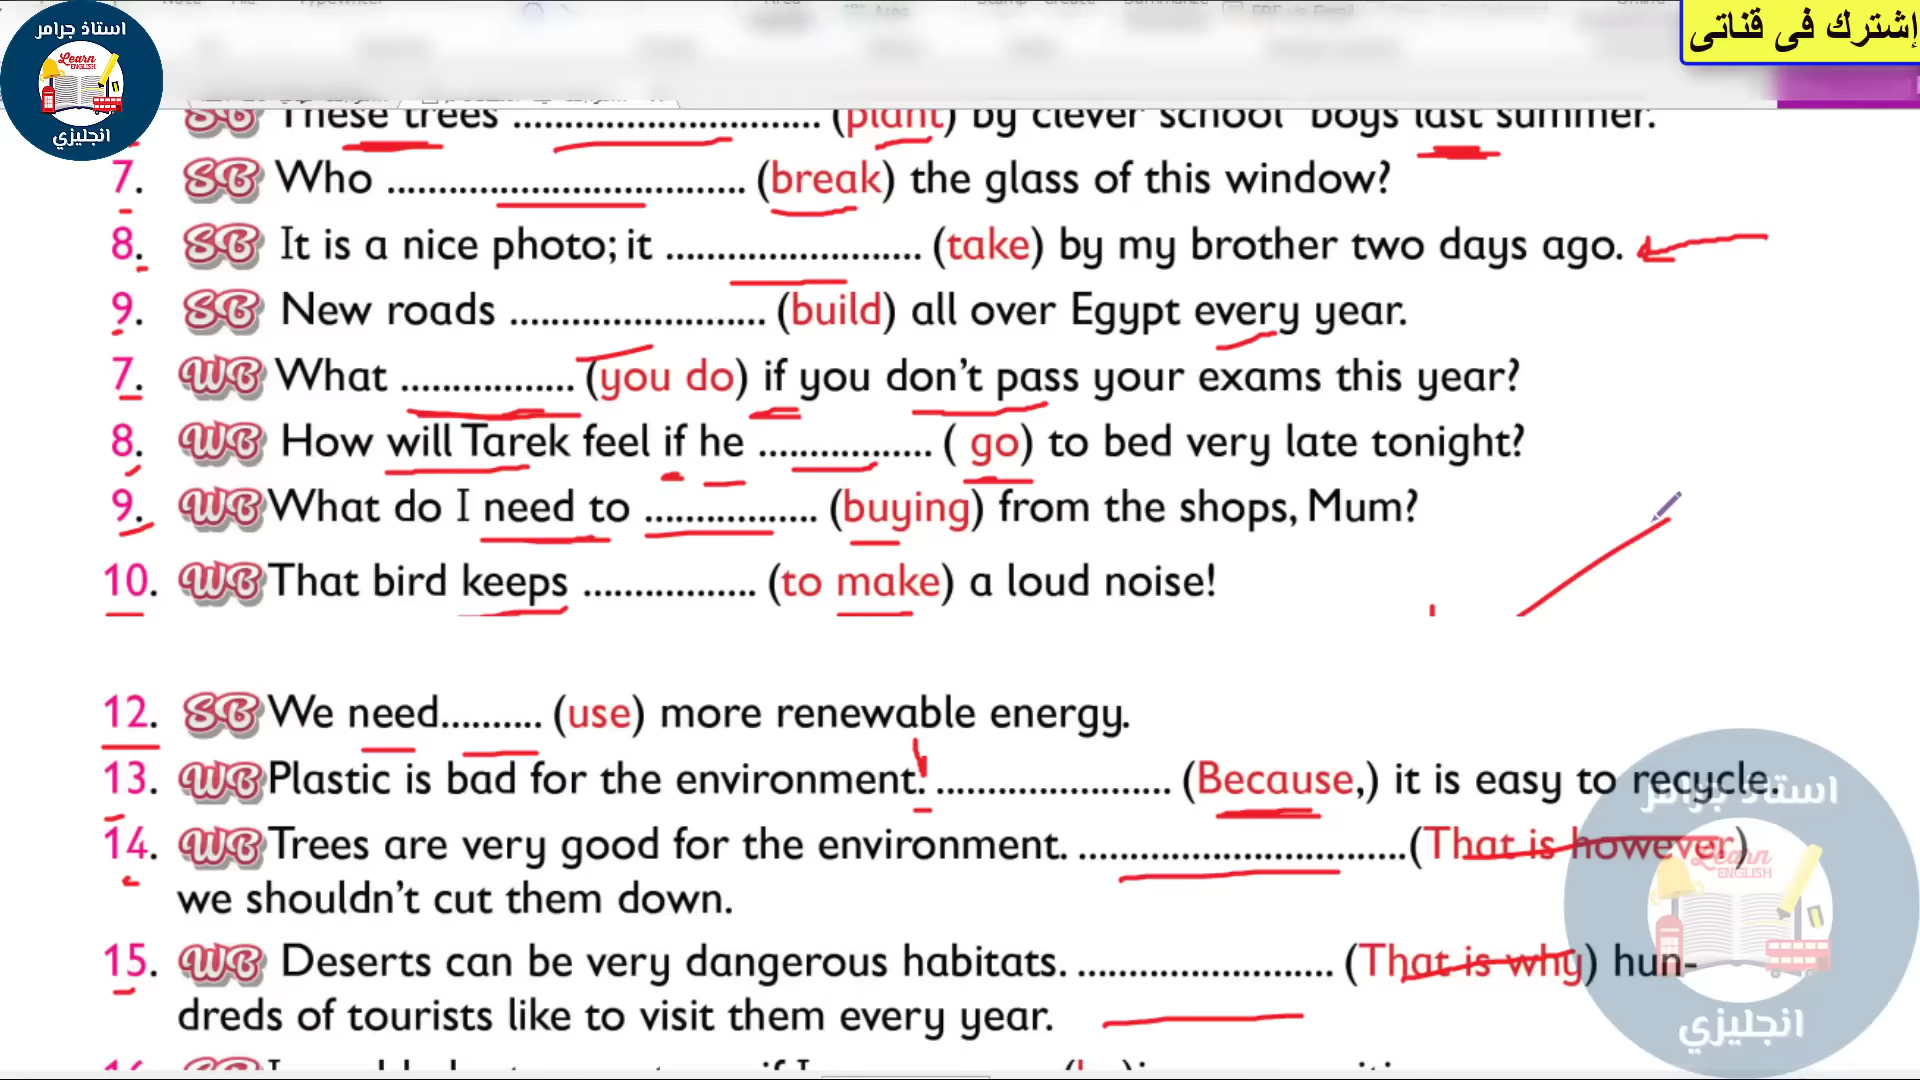 استاذ جرامر
Learn
ENGLISH
انجليزي
إشترك فى قناتى
SB These trees .............................. (plant) by clever school boys last summer.
7. SB Who ................................... (break) the glass of this window?
8. SB It is a nice photo; it ......................... (take) by my brother two days ago.
9. SB New roads ......................... (build) all over Egypt every year.
7. WB What ................. (you do) if you don't pass your exams this year?
8. WB How will Tarek feel if he ................. ( go) to bed very late tonight?
9. WB What do I need to ................. (buying) from the shops, Mum?
10. WB That bird keeps ................. (to make) a loud noise!
12. SB We need.......... (use) more renewable energy.
13. WB Plastic is bad for the environment. ....................... (Because,) it is easy to recycle.
14. WB Trees are very good for the environment. ................................(That is however)
we shouldn't cut them down.
15. WB Deserts can be very dangerous habitats. ......................... (That is why) hun-
dreds of tourists like to visit them every year.
استاذ جرامر
Learn
ENGLISH
انجليزي